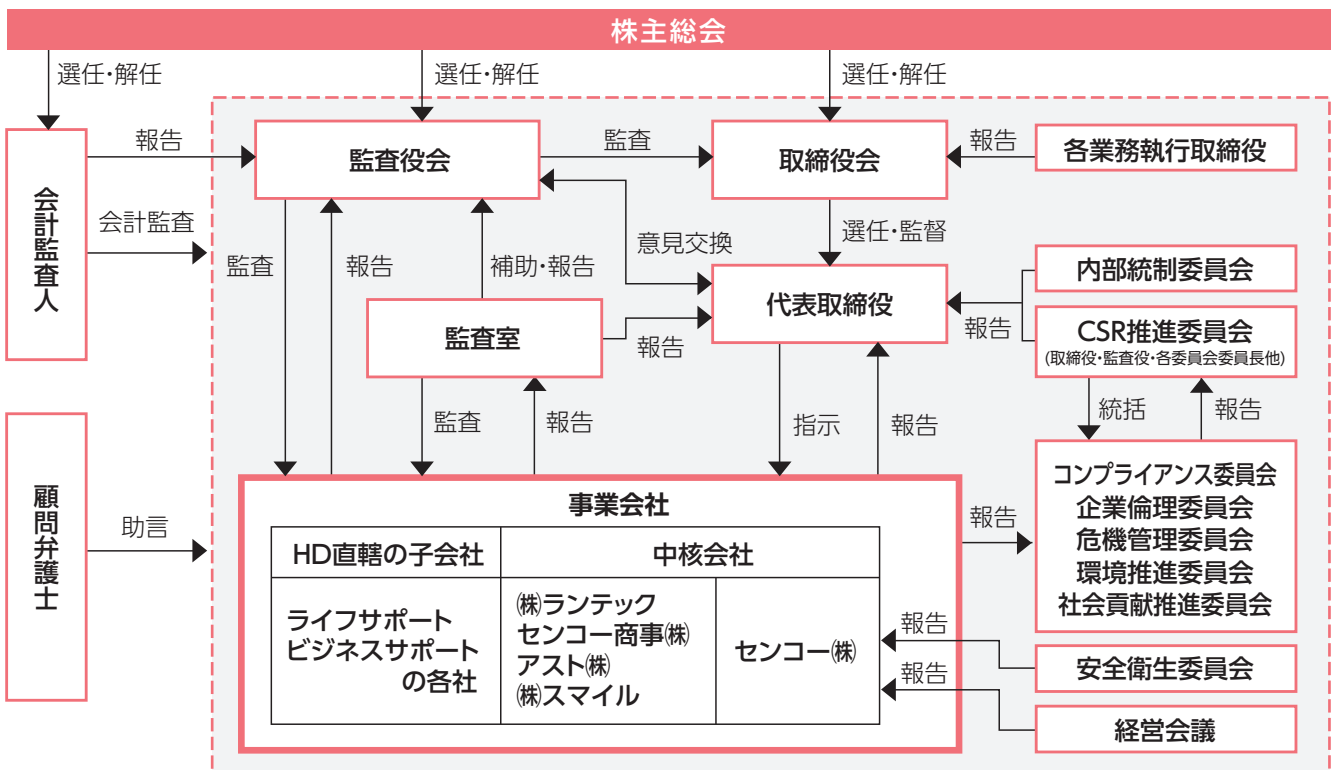 株主総会
選任・解任
選任・解任
選任・解任
会計監査人
報告
監査役会
監査
取締役会
報告
各業務執行取締役
会計監査
監査
報告
補助・報告
意見交換
選任・監督
監査室
報告
代表取締役
報告
内部統制委員会
CSR推進委員会
(取締役・監査役・各委員会委員長他)
監査
報告
指示
報告
統括
報告
顧問弁護士
助言
事業会社
HD直轄の子会社
中核会社
ライフサポート
ビジネスサポート
の各社
㈱ランテック
センコー商事㈱
アスト㈱
㈱スマイル
センコー㈱
報告
コンプライアンス委員会
企業倫理委員会
危機管理委員会
環境推進委員会
社会貢献推進委員会
報告
安全衛生委員会
報告
経営会議